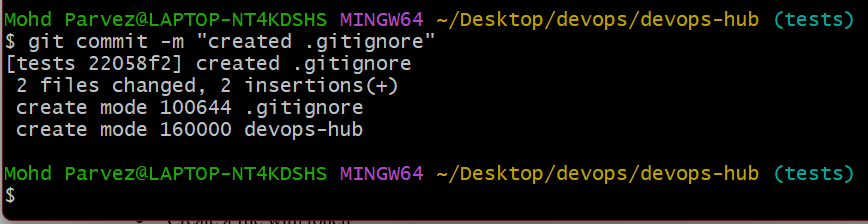 Mohd Parvez@LAPTOP-NT4KDSHS MINGW64 ~/Desktop/devops/devops-hub (tests)
$ git commit -m "created .gitignore"
[tests 22058f2] created .gitignore
 2 files changed, 2 insertions(+)
 create mode 100644 .gitignore
 create mode 160000 devops-hub

Mohd Parvez@LAPTOP-NT4KDSHS MINGW64 ~/Desktop/devops/devops-hub (tests)
$